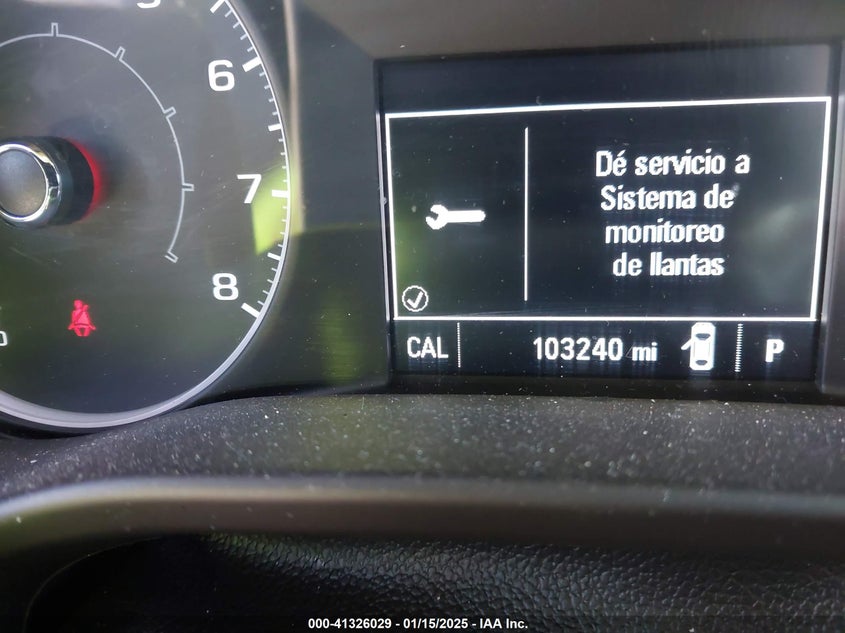 6
7
8
Dé servicio a
Sistema de
monitoreo
de llantas
CAL 103240 mi P
000-41326029 - 01/15/2025 - IAA Inc.